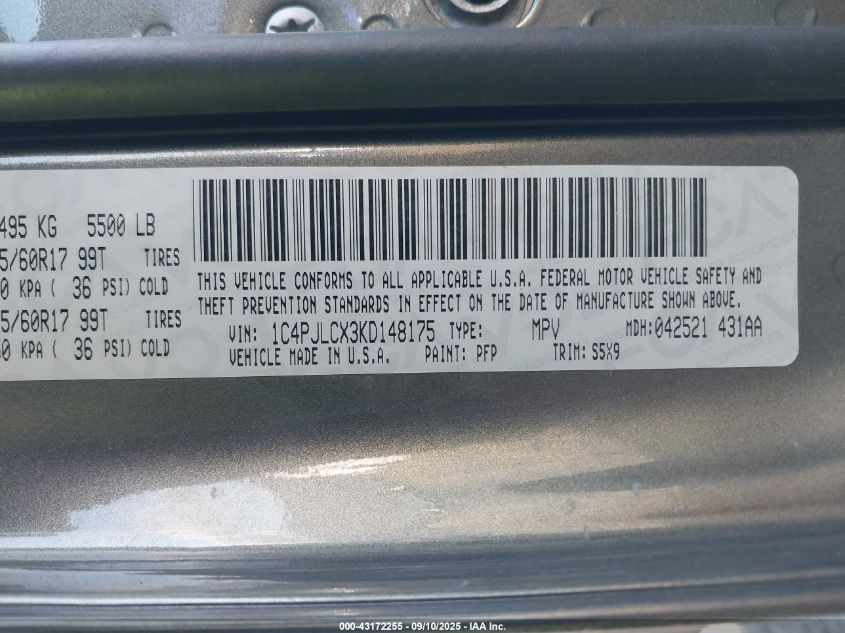 495 KG 5500 LB
5/60R17 99T TIRES
0 KPA ( 36 PSI) COLD
5/60R17 99T TIRES
0 KPA ( 36 PSI) COLD
THIS VEHICLE CONFORMS TO ALL APPLICABLE U.S.A. FEDERAL MOTOR VEHICLE SAFETY AND
THEFT PREVENTION STANDARDS IN EFFECT ON THE DATE OF MANUFACTURE SHOWN ABOVE.
VIN: 1C4PJLCX3KD148175 TYPE: MPV MDH: 042521 431AA
VEHICLE MADE IN U.S.A. PAINT: PFP TRIM: S5X9
000-43172255 - 09/10/2025 - IAA Inc.